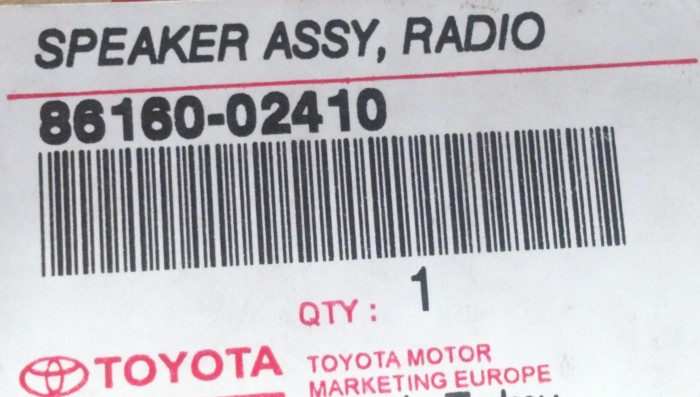 SPEAKER ASSY, RADIO
86160-02410
QTY : 1
TOYOTA
TOYOTA MOTOR
MARKETING EUROPE